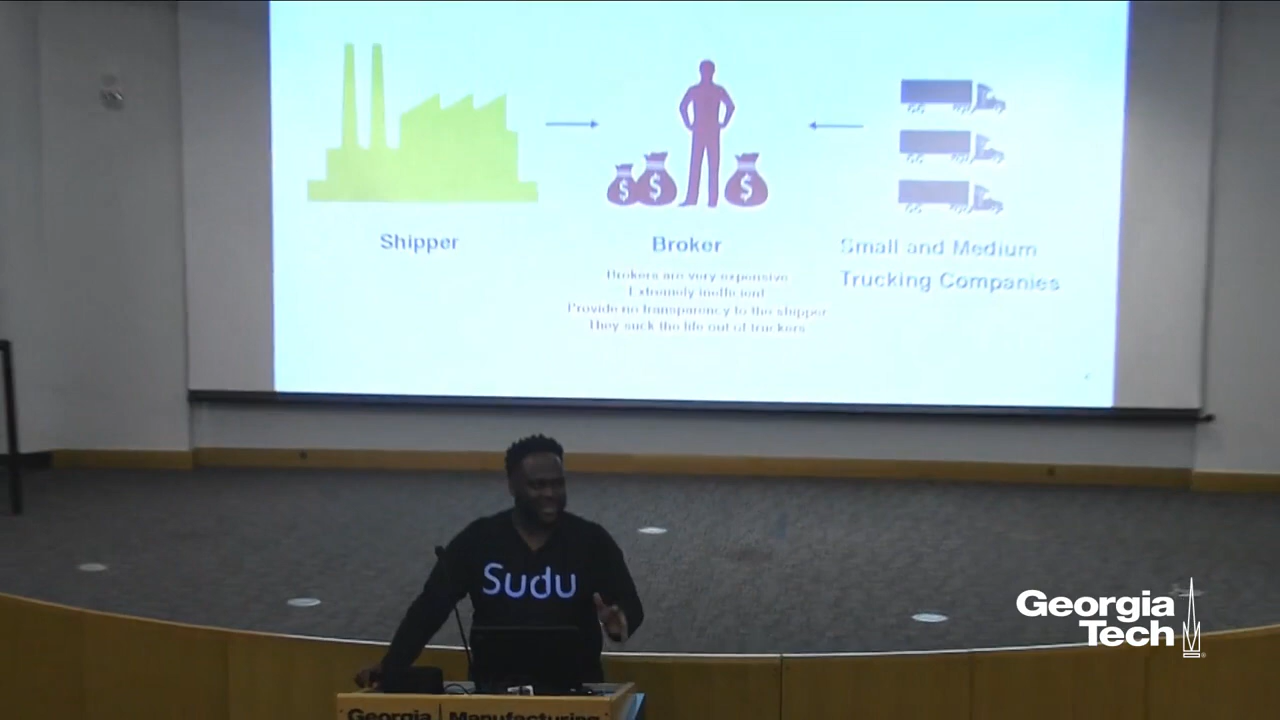 $ $ $
Shipper
Broker
Small and Medium
Trucking Companies
Brokers are very expensive
Extremely inefficient
Provide no transparency to the shipper
They suck the life out of truckers
Sudu
Georgia
Tech
Georgia | Manufacturing